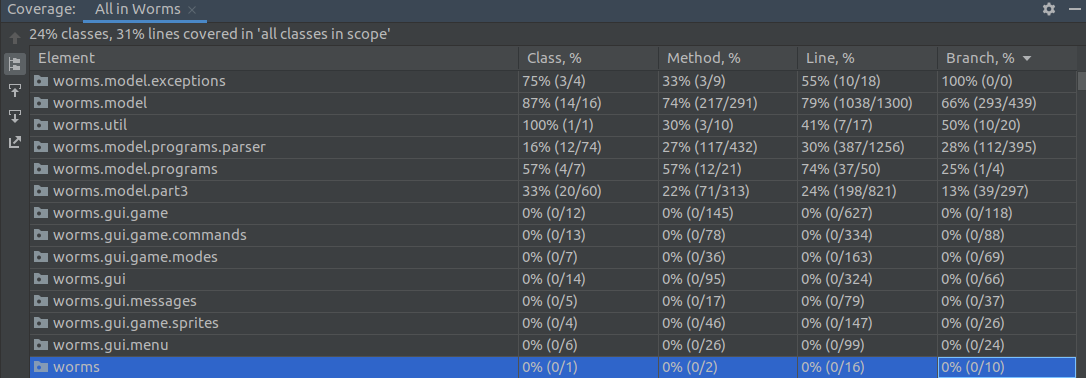 Coverage: All in Worms
24% classes, 31% lines covered in 'all classes in scope'
Element Class, % Method, % Line, % Branch, %
worms.model.exceptions 75% (3/4) 33% (3/9) 55% (10/18) 100% (0/0)
worms.model 87% (14/16) 74% (217/291) 79% (1038/1300) 66% (293/439)
worms.util 100% (1/1) 30% (3/10) 41% (7/17) 50% (10/20)
worms.model.programs.parser 16% (12/74) 27% (117/432) 30% (387/1256) 28% (112/395)
worms.model.programs 57% (4/7) 57% (12/21) 74% (37/50) 25% (1/4)
worms.model.part3 33% (20/60) 22% (71/313) 24% (198/821) 13% (39/297)
worms.gui.game 0% (0/12) 0% (0/145) 0% (0/627) 0% (0/118)
worms.gui.game.commands 0% (0/13) 0% (0/78) 0% (0/334) 0% (0/88)
worms.gui.game.modes 0% (0/7) 0% (0/36) 0% (0/163) 0% (0/69)
worms.gui 0% (0/14) 0% (0/95) 0% (0/324) 0% (0/66)
worms.gui.messages 0% (0/5) 0% (0/17) 0% (0/79) 0% (0/37)
worms.gui.game.sprites 0% (0/4) 0% (0/46) 0% (0/147) 0% (0/26)
worms.gui.menu 0% (0/6) 0% (0/26) 0% (0/99) 0% (0/24)
worms 0% (0/1) 0% (0/2) 0% (0/16) 0% (0/10)